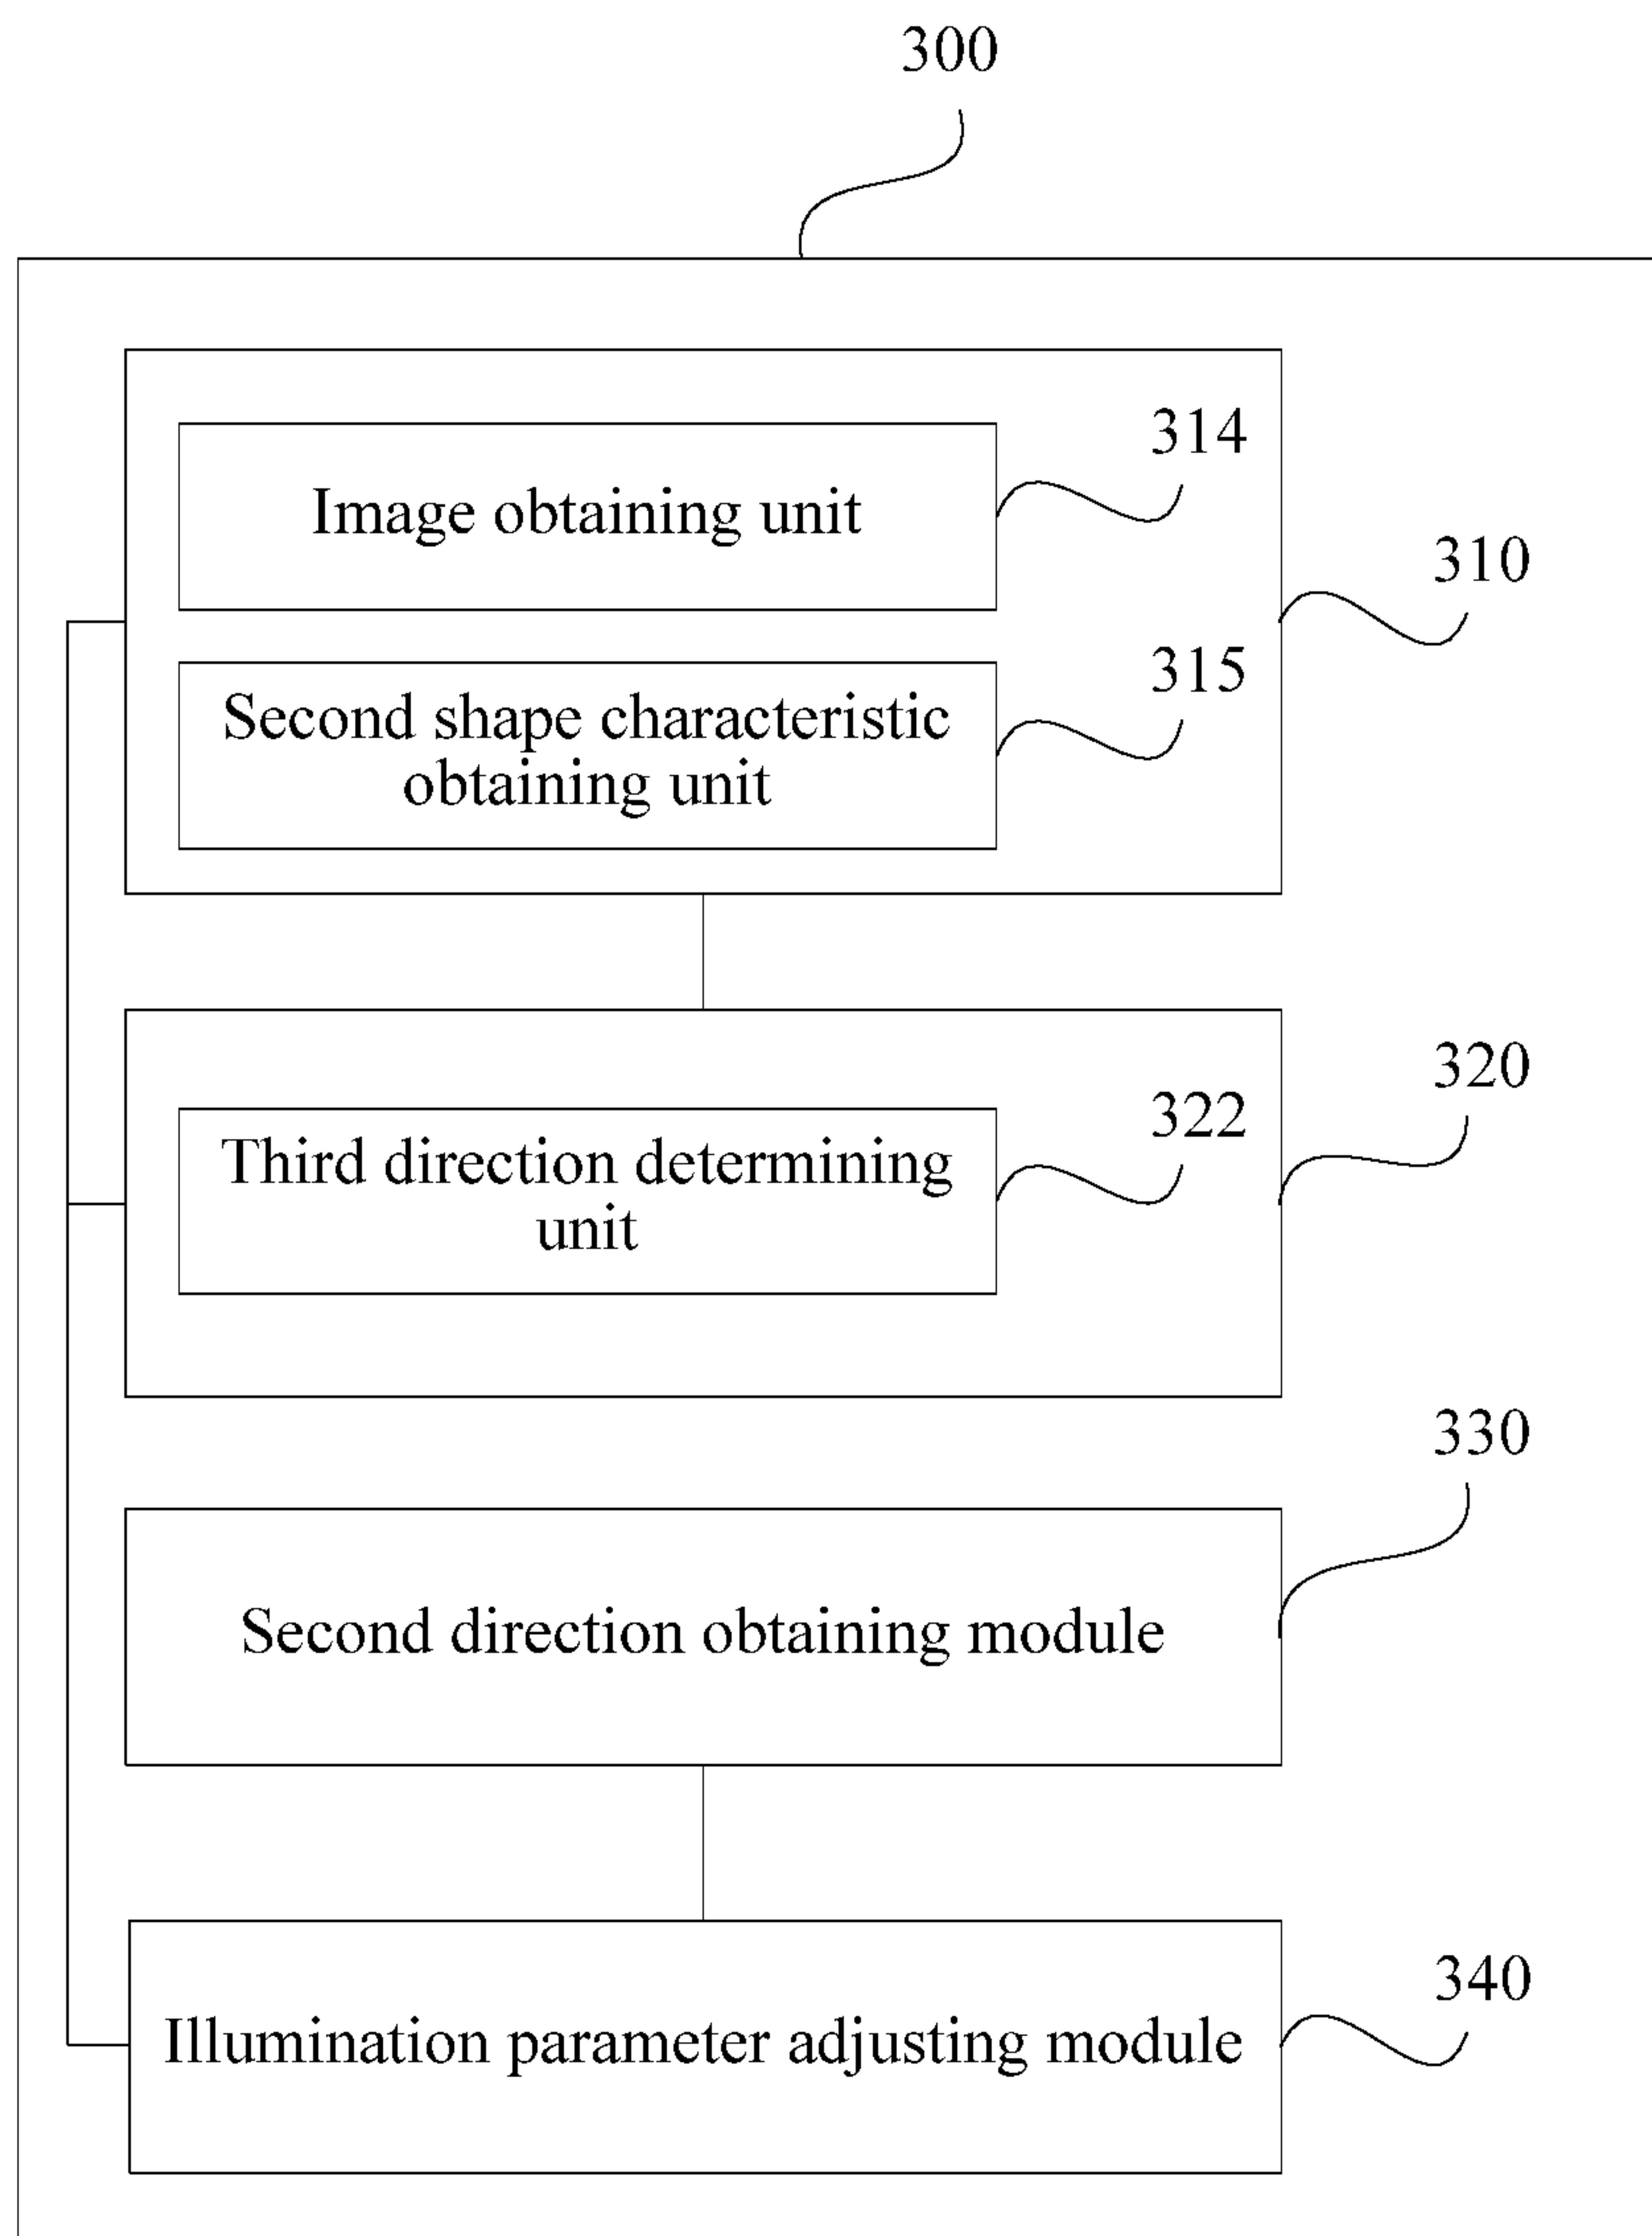 300
314
Image obtaining unit
310
315
Second shape characteristic
obtaining unit
320
322
Third direction determining
unit
330
Second direction obtaining module
340
Illumination parameter adjusting module